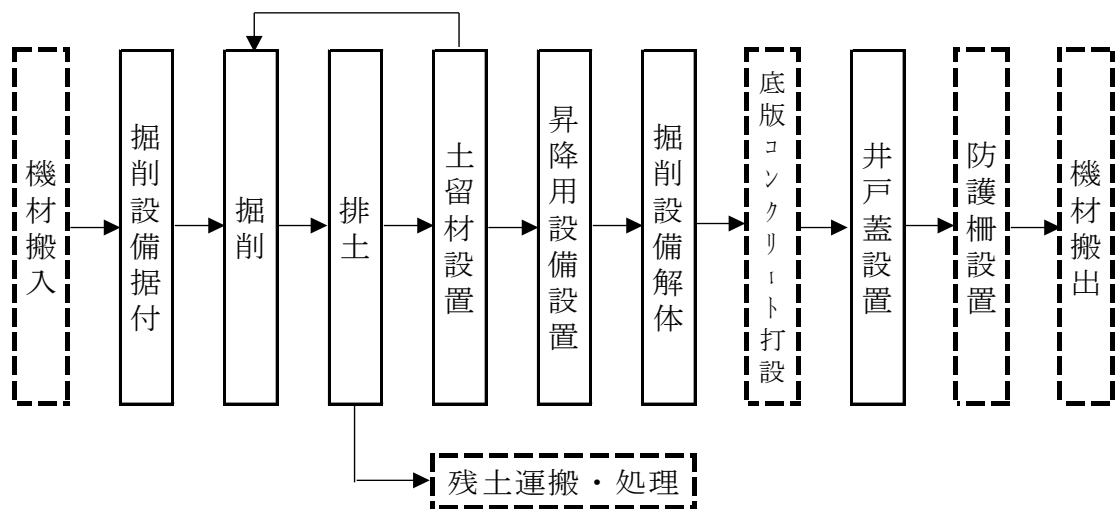 機材搬入
掘削設備据付
掘削
排土
土留材設置
昇降用設備設置
掘削設備解体
底版コンクリート打設
井戸蓋設置
防護柵設置
機材搬出
残土運搬・処理